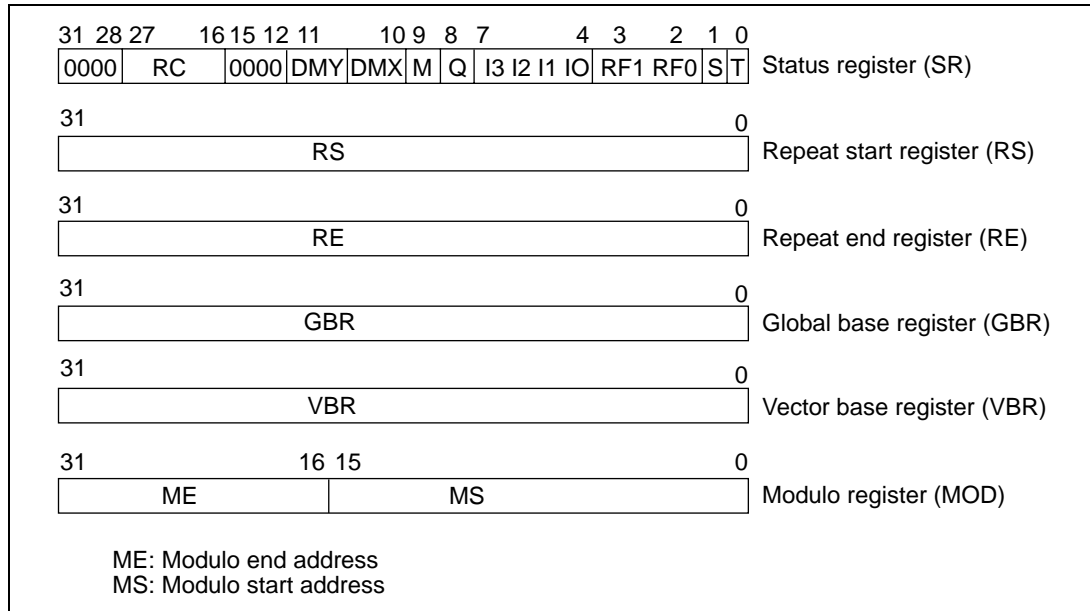 31 28 27 16 15 12 11 10 9 8 7 4 3 2 1 0
0000 RC 0000 DMY DMX M Q I3 I2 I1 IO RF1 RF0 S T Status register (SR)
31 0
RS Repeat start register (RS)
31 0
RE Repeat end register (RE)
31 0
GBR Global base register (GBR)
31 0
VBR Vector base register (VBR)
31 16 15 0
ME MS Modulo register (MOD)
ME: Modulo end address
MS: Modulo start address